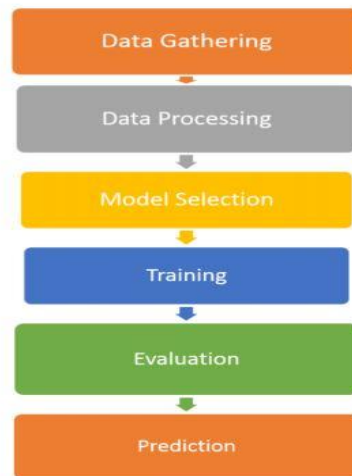 Data Gathering
Data Processing
Model Selection
Training
Evaluation
Prediction